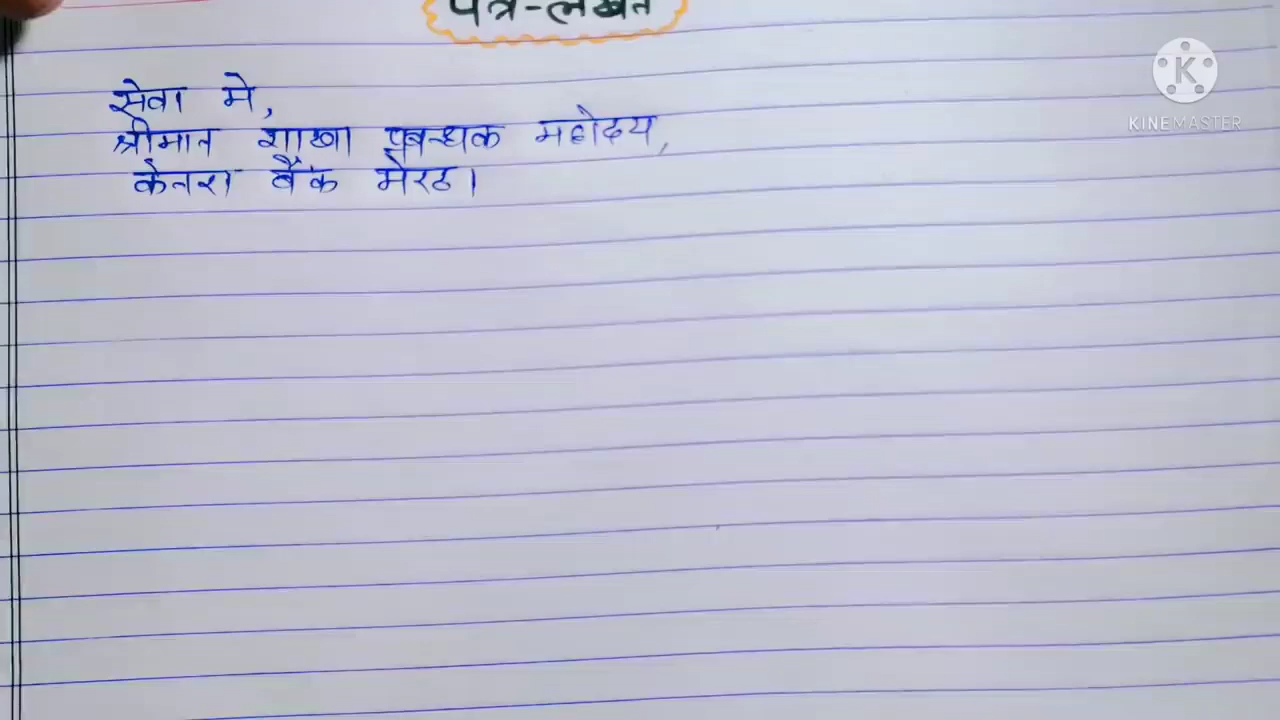 पत्र-लेखन
KINEMASTER
सेवा मे,
श्रीमान शाखा प्रबन्धक महोदय,
केनरा बैंक मेरठ।